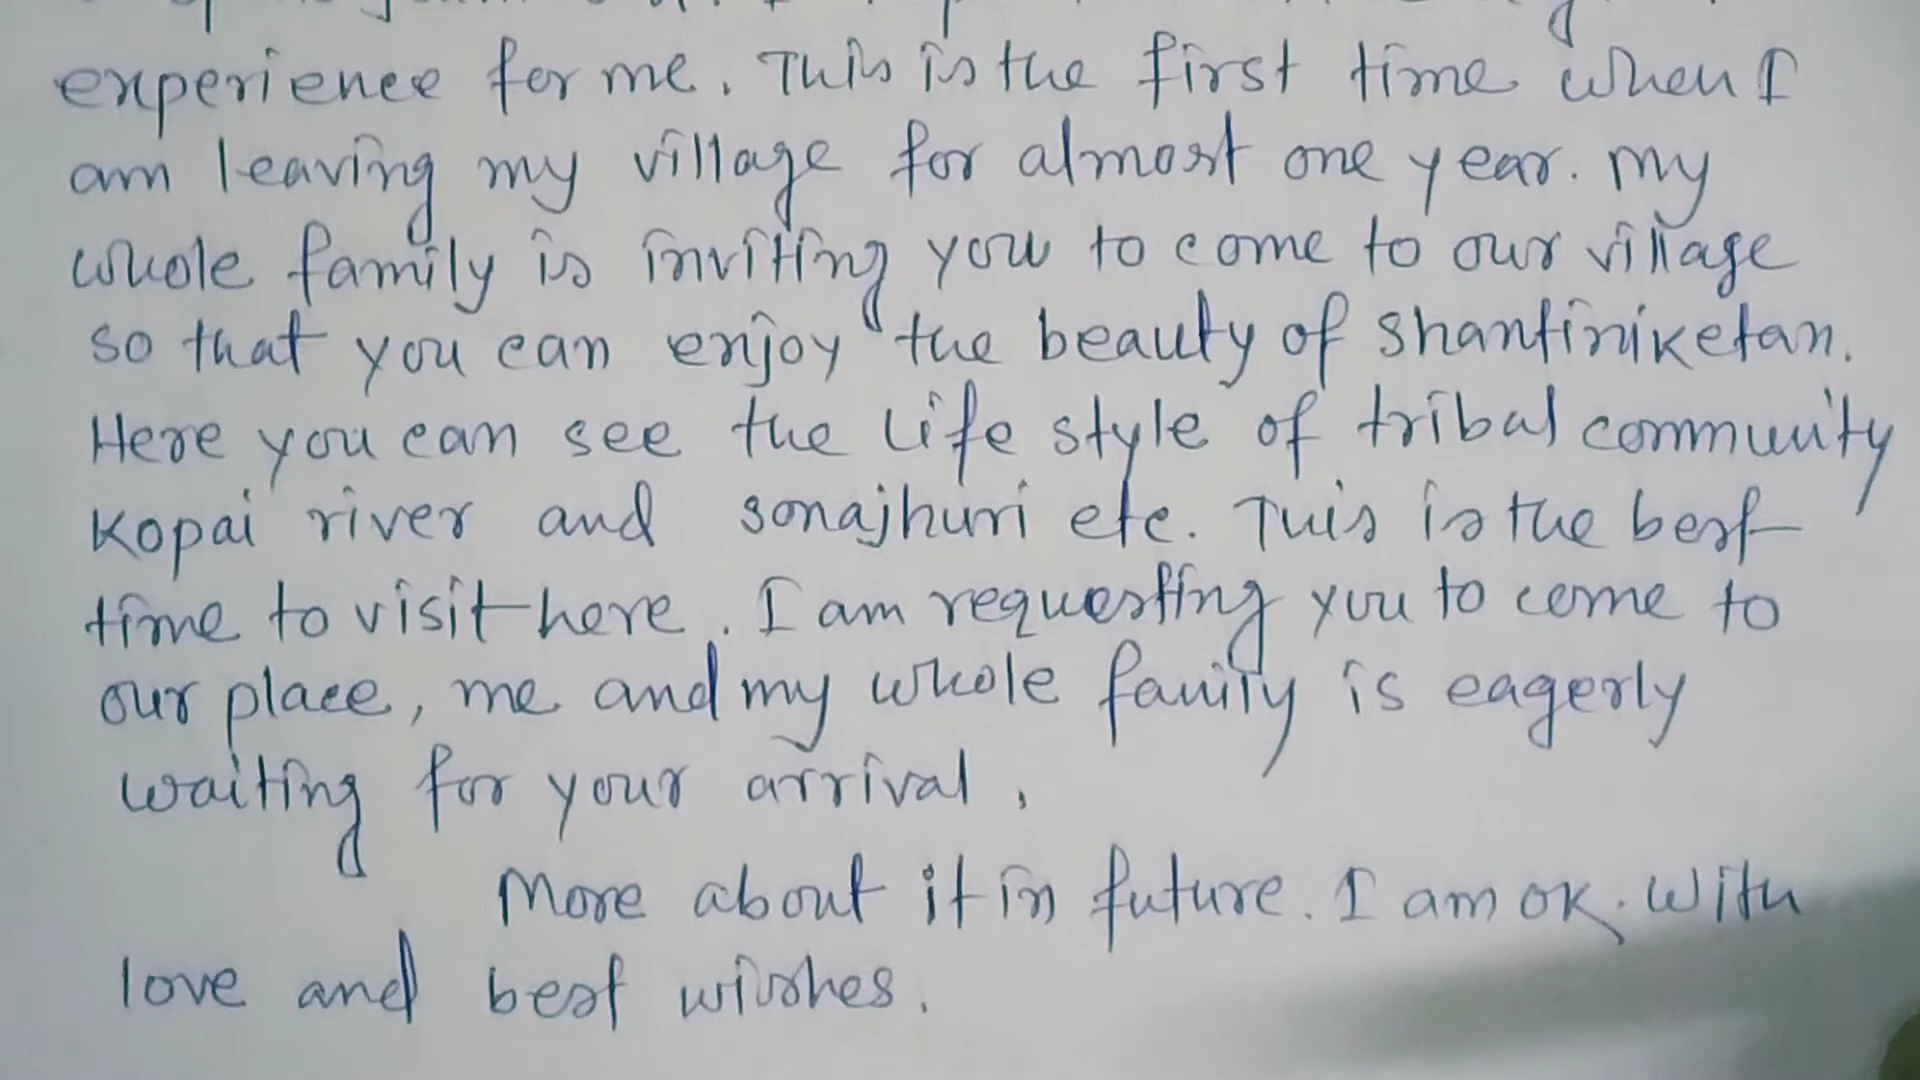 experience for me. This is the first time when I
am leaving my village for almost one year. My
whole family is inviting you to come to our village
so that you can enjoy the beauty of Shantiniketan.
Here you can see the life style of tribal community
Kopai river and sonajhuri etc. This is the best
time to visit here. I am requesting you to come to
our place, me and my whole family is eagerly
waiting for your arrival.
More about it in future. I am ok. With
love and best wishes.